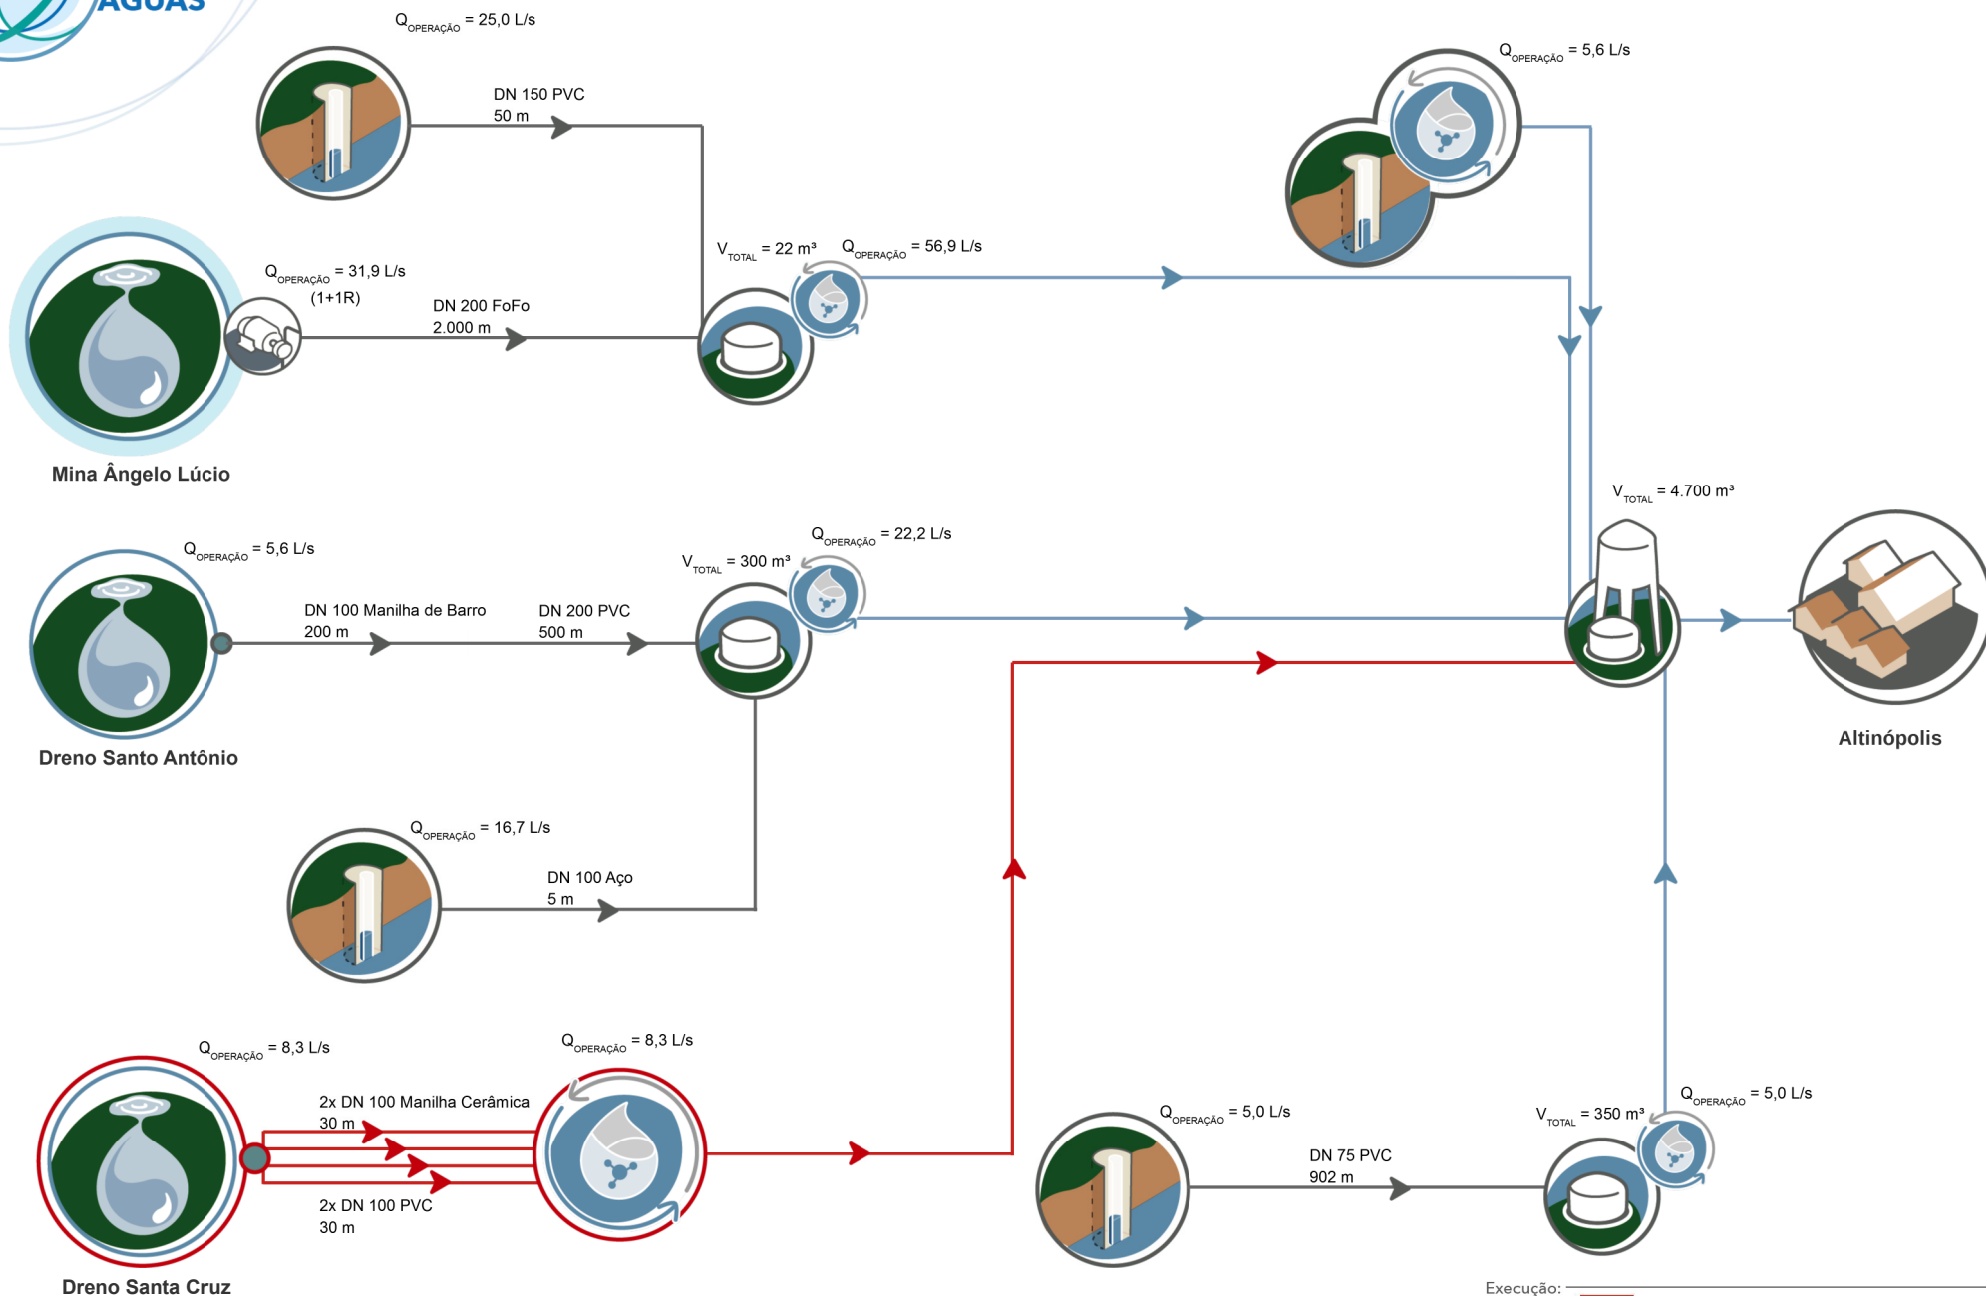 ÁGUAS
QOPERAÇÃO = 25,0 L/s
DN 150 PVC
50 m
QOPERAÇÃO = 5,6 L/s
QOPERAÇÃO = 31,9 L/s
(1+1R)
DN 200 FoFo
2.000 m
VTOTAL = 22 m³
QOPERAÇÃO = 56,9 L/s
Mina Ângelo Lúcio
VTOTAL = 4.700 m³
QOPERAÇÃO = 5,6 L/s
DN 100 Manilha de Barro
200 m
DN 200 PVC
500 m
VTOTAL = 300 m³
QOPERAÇÃO = 22,2 L/s
Dreno Santo Antônio
Altinópolis
QOPERAÇÃO = 16,7 L/s
DN 100 Aço
5 m
QOPERAÇÃO = 8,3 L/s
2x DN 100 Manilha Cerâmica
30 m
2x DN 100 PVC
30 m
QOPERAÇÃO = 8,3 L/s
Dreno Santa Cruz
QOPERAÇÃO = 5,0 L/s
DN 75 PVC
902 m
VTOTAL = 350 m³
QOPERAÇÃO = 5,0 L/s
Execução: